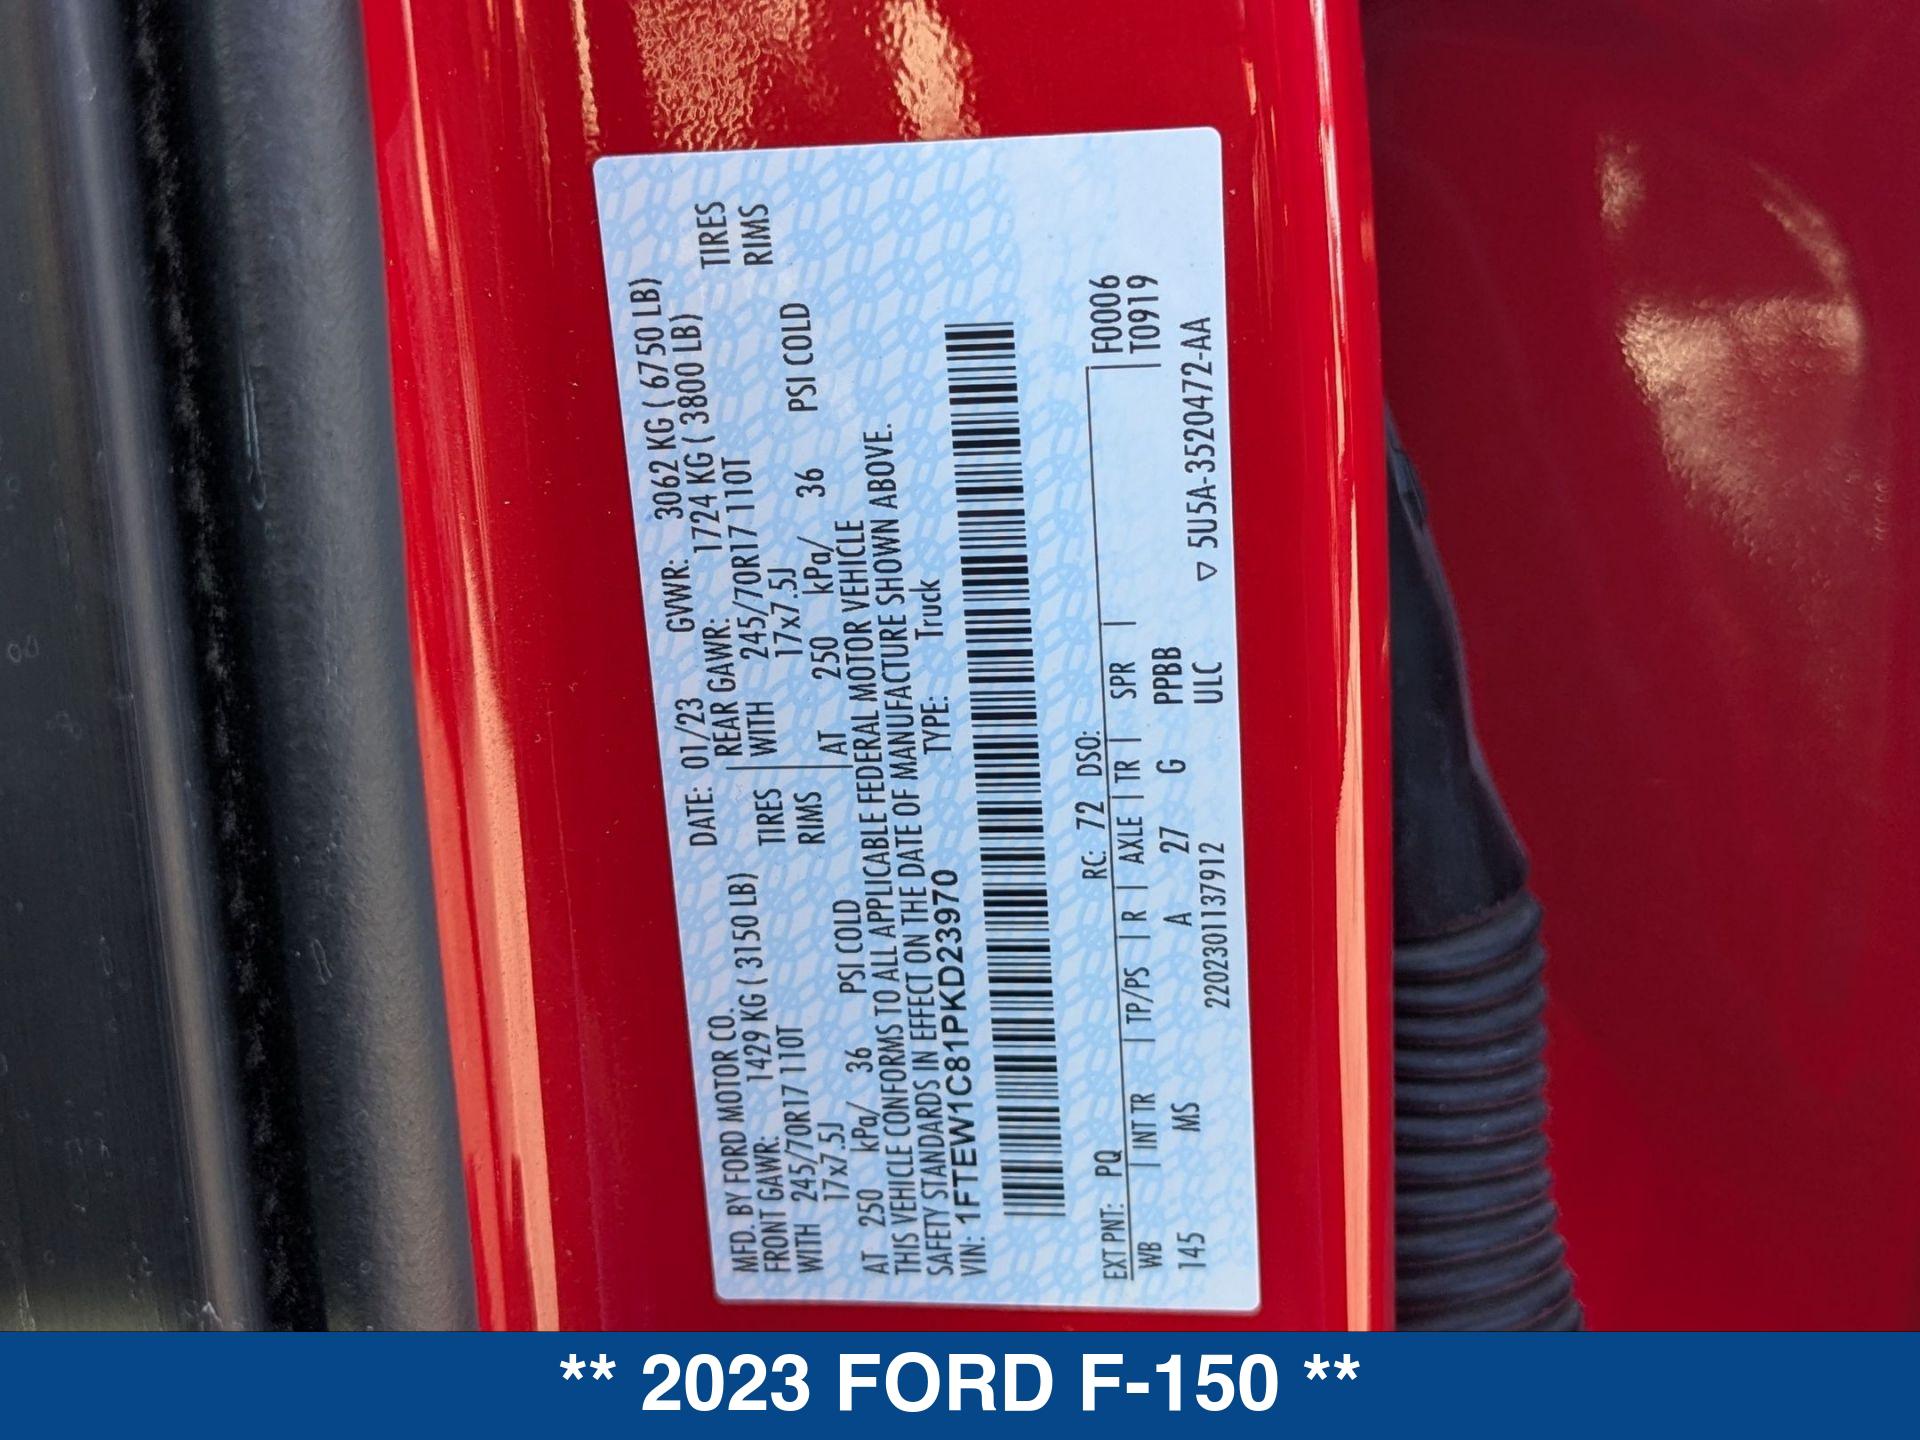 MFD. BY FORD MOTOR CO.
DATE: 01/23 GVWR: 3062 KG ( 6750 LB)
FRONT GAWR: 1429 KG ( 3150 LB) REAR GAWR: 1724 KG ( 3800 LB)
WITH 245/70R17 110T TIRES WITH 245/70R17 110T TIRES
17x7.5J RIMS 17x7.5J RIMS
AT 250 kPa/ 36 PSI COLD AT 250 kPa/ 36 PSI COLD
THIS VEHICLE CONFORMS TO ALL APPLICABLE FEDERAL MOTOR VEHICLE
SAFETY STANDARDS IN EFFECT ON THE DATE OF MANUFACTURE SHOWN ABOVE.
VIN: 1FTEW1C81PKD23970 TYPE: Truck
EXT PNT: PQ RC: 72 DSO: F0006
WB | INT TR | TP/PS | R | AXLE | TR | SPR | T0919
145 MS A 27 G PPBB
220230113791​2 ULC ▽ 5U5A-3520472-AA
** 2023 FORD F-150 **